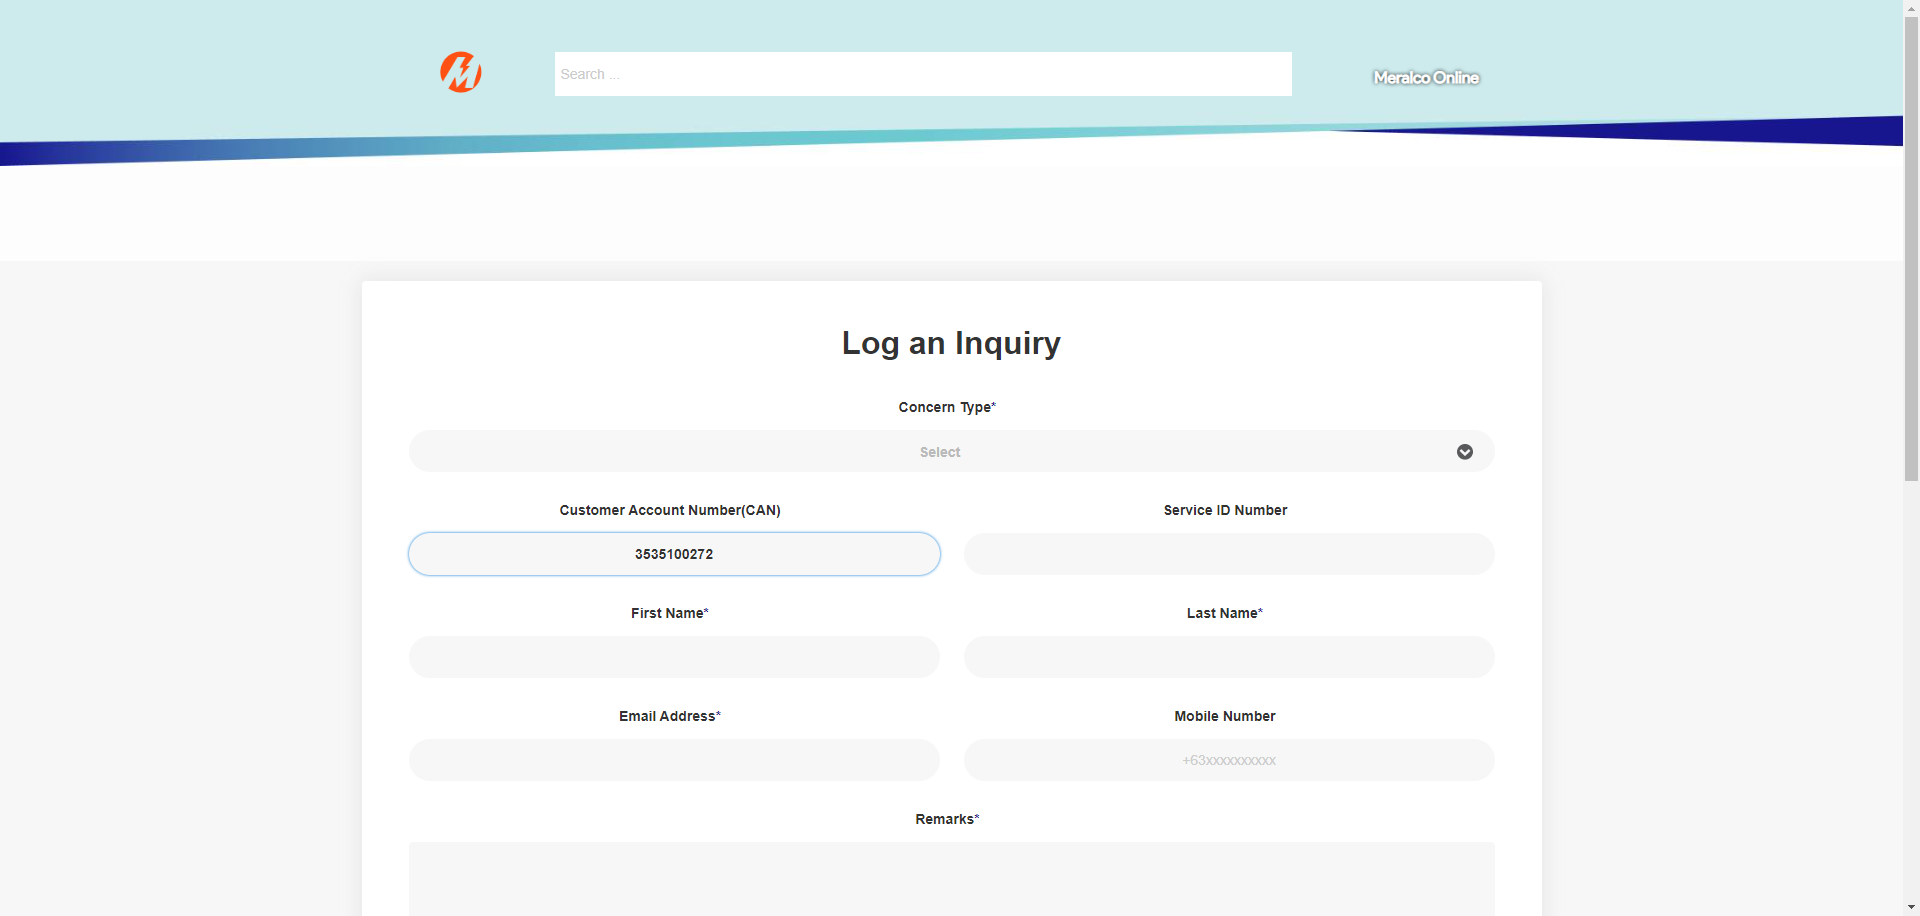 Search ...
Meralco Online
Log an Inquiry
Concern Type*
Select
Customer Account Number(CAN)
Service ID Number
3535100272
First Name*
Last Name*
Email Address*
Mobile Number
+63xxxxxxxxxx
Remarks*